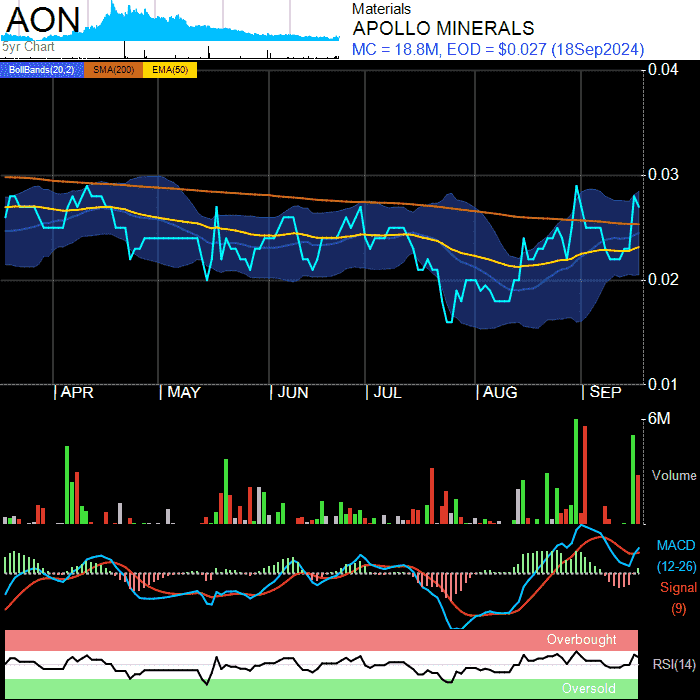 AON
5yr Chart
Materials
APOLLO MINERALS
MC = 18.8M, EOD = $0.027 (18Sep2024)
BollBands(20,2) SMA(200) EMA(50)
0.04
0.03
0.02
0.01
APR MAY JUN JUL AUG SEP
6M
Volume
MACD
(12-26)
Signal
(9)
Overbought
RSI(14)
Oversold